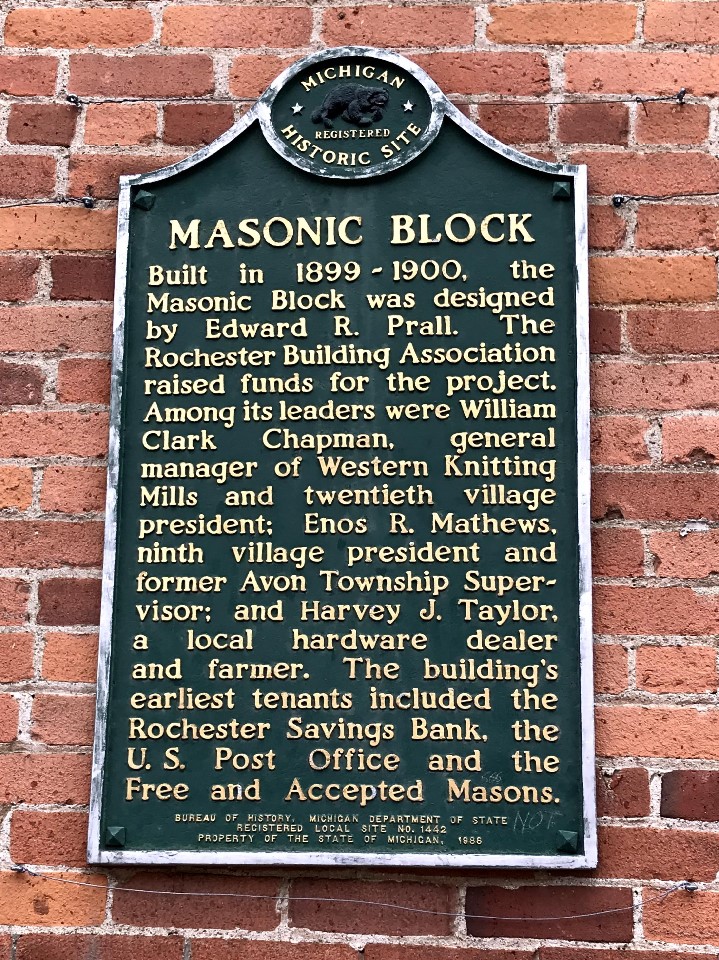 MICHIGAN
REGISTERED
HISTORIC SITE
MASONIC BLOCK
Built in 1899-1900, the
Masonic Block was designed
by Edward R. Prall. The
Rochester Building Association
raised funds for the project.
Among its leaders were William
Clark Chapman, general
manager of Western Knitting
Mills and twentieth village
president; Enos R. Mathews,
ninth village president and
former Avon Township Super-
visor; and Harvey J. Taylor,
a local hardware dealer
and farmer. The building's
earliest tenants included the
Rochester Savings Bank, the
U.S. Post Office and the
Free and Accepted Masons.
BUREAU OF HISTORY, MICHIGAN DEPARTMENT OF STATE
REGISTERED LOCAL SITE NO. 1442
PROPERTY OF THE STATE OF MICHIGAN, 1986